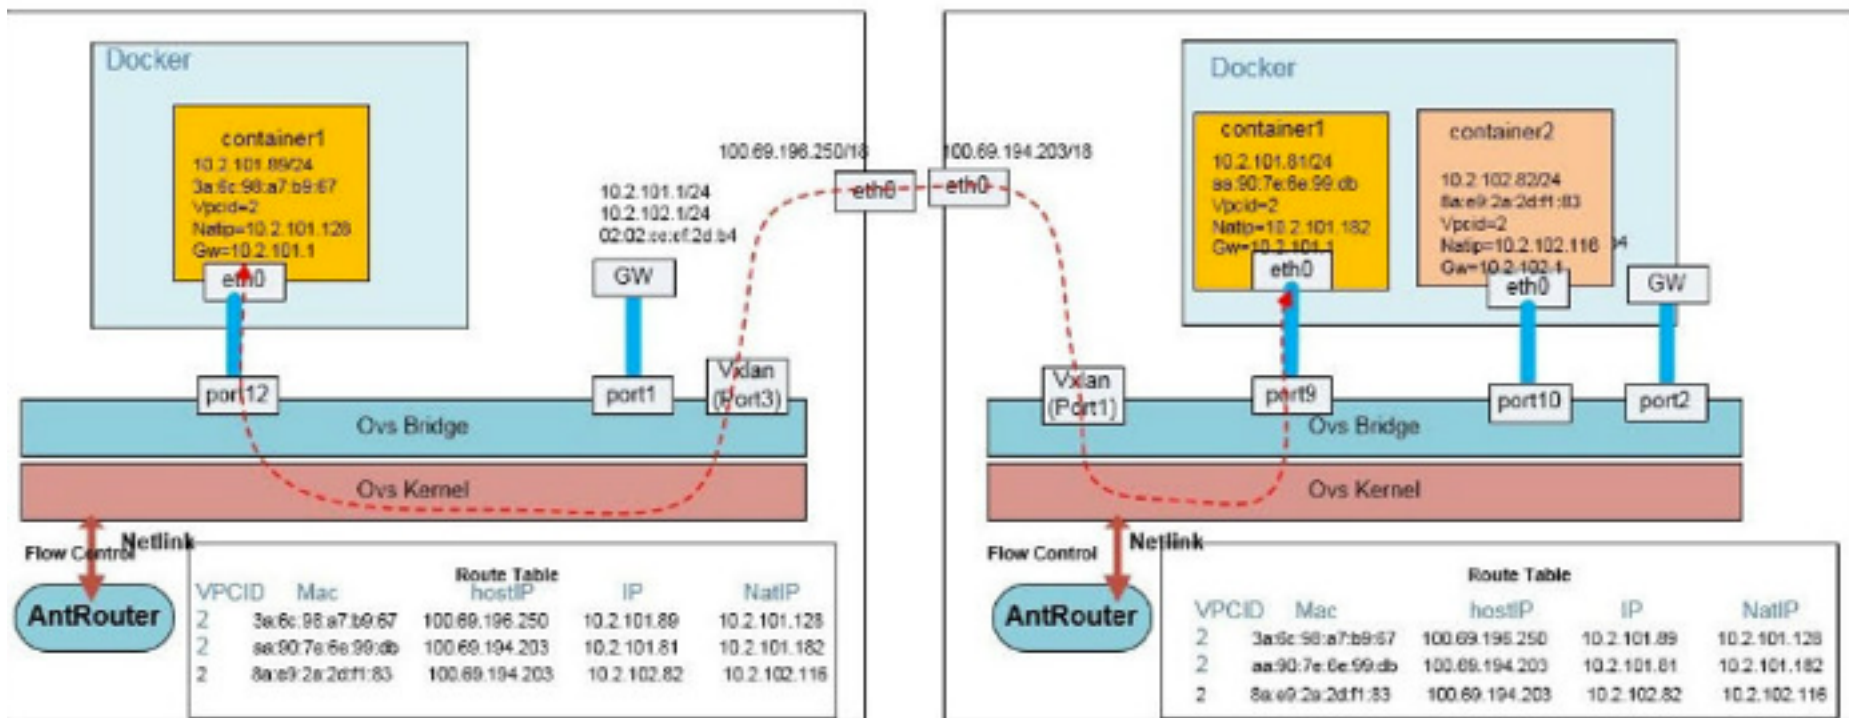 Docker
container1
10.2.101.89/24
3a:6c:98:a7:b9:67
Vpcid=2
Natip=10.2.101.128
Gw=10.2.101.1
eth0
10.2.101.1/24
10.2.102.1/24
GW
100.69.196.250/18
eth0
port12
port1
Vxlan
(Port3)
Ovs Bridge
Ovs Kernel
Flow Control
Netlink
AntRouter
Route Table
VPCID Mac hostIP IP NatIP
2 3a:6c:98:a7:b9:67 100.69.196.250 10.2.101.89 10.2.101.128
2 aa:90:7e:6e:99:db 100.69.194.203 10.2.101.81 10.2.101.182
2 8a:e9:2a:2d:f1:83 100.69.194.203 10.2.102.82 10.2.102.116
100.69.194.203/18
eth0
Docker
container1
10.2.101.81/24
aa:90:7e:6e:99:db
Vpcid=2
Natip=10.2.101.182
Gw=10.2.101.1
eth0
container2
10.2.102.82/24
8a:e9:2a:2d:f1:83
Vpcid=2
Natip=10.2.102.116
Gw=10.2.102.1
eth0
GW
Vxlan
(Port1)
port9
port10
port2
Ovs Bridge
Ovs Kernel
Flow Control
Netlink
AntRouter
Route Table
VPCID Mac hostIP IP NatIP
2 3a:6c:98:a7:b9:67 100.69.196.250 10.2.101.89 10.2.101.128
2 aa:90:7e:6e:99:db 100.69.194.203 10.2.101.81 10.2.101.182
2 8a:e9:2a:2d:f1:83 100.69.194.203 10.2.102.82 10.2.102.116